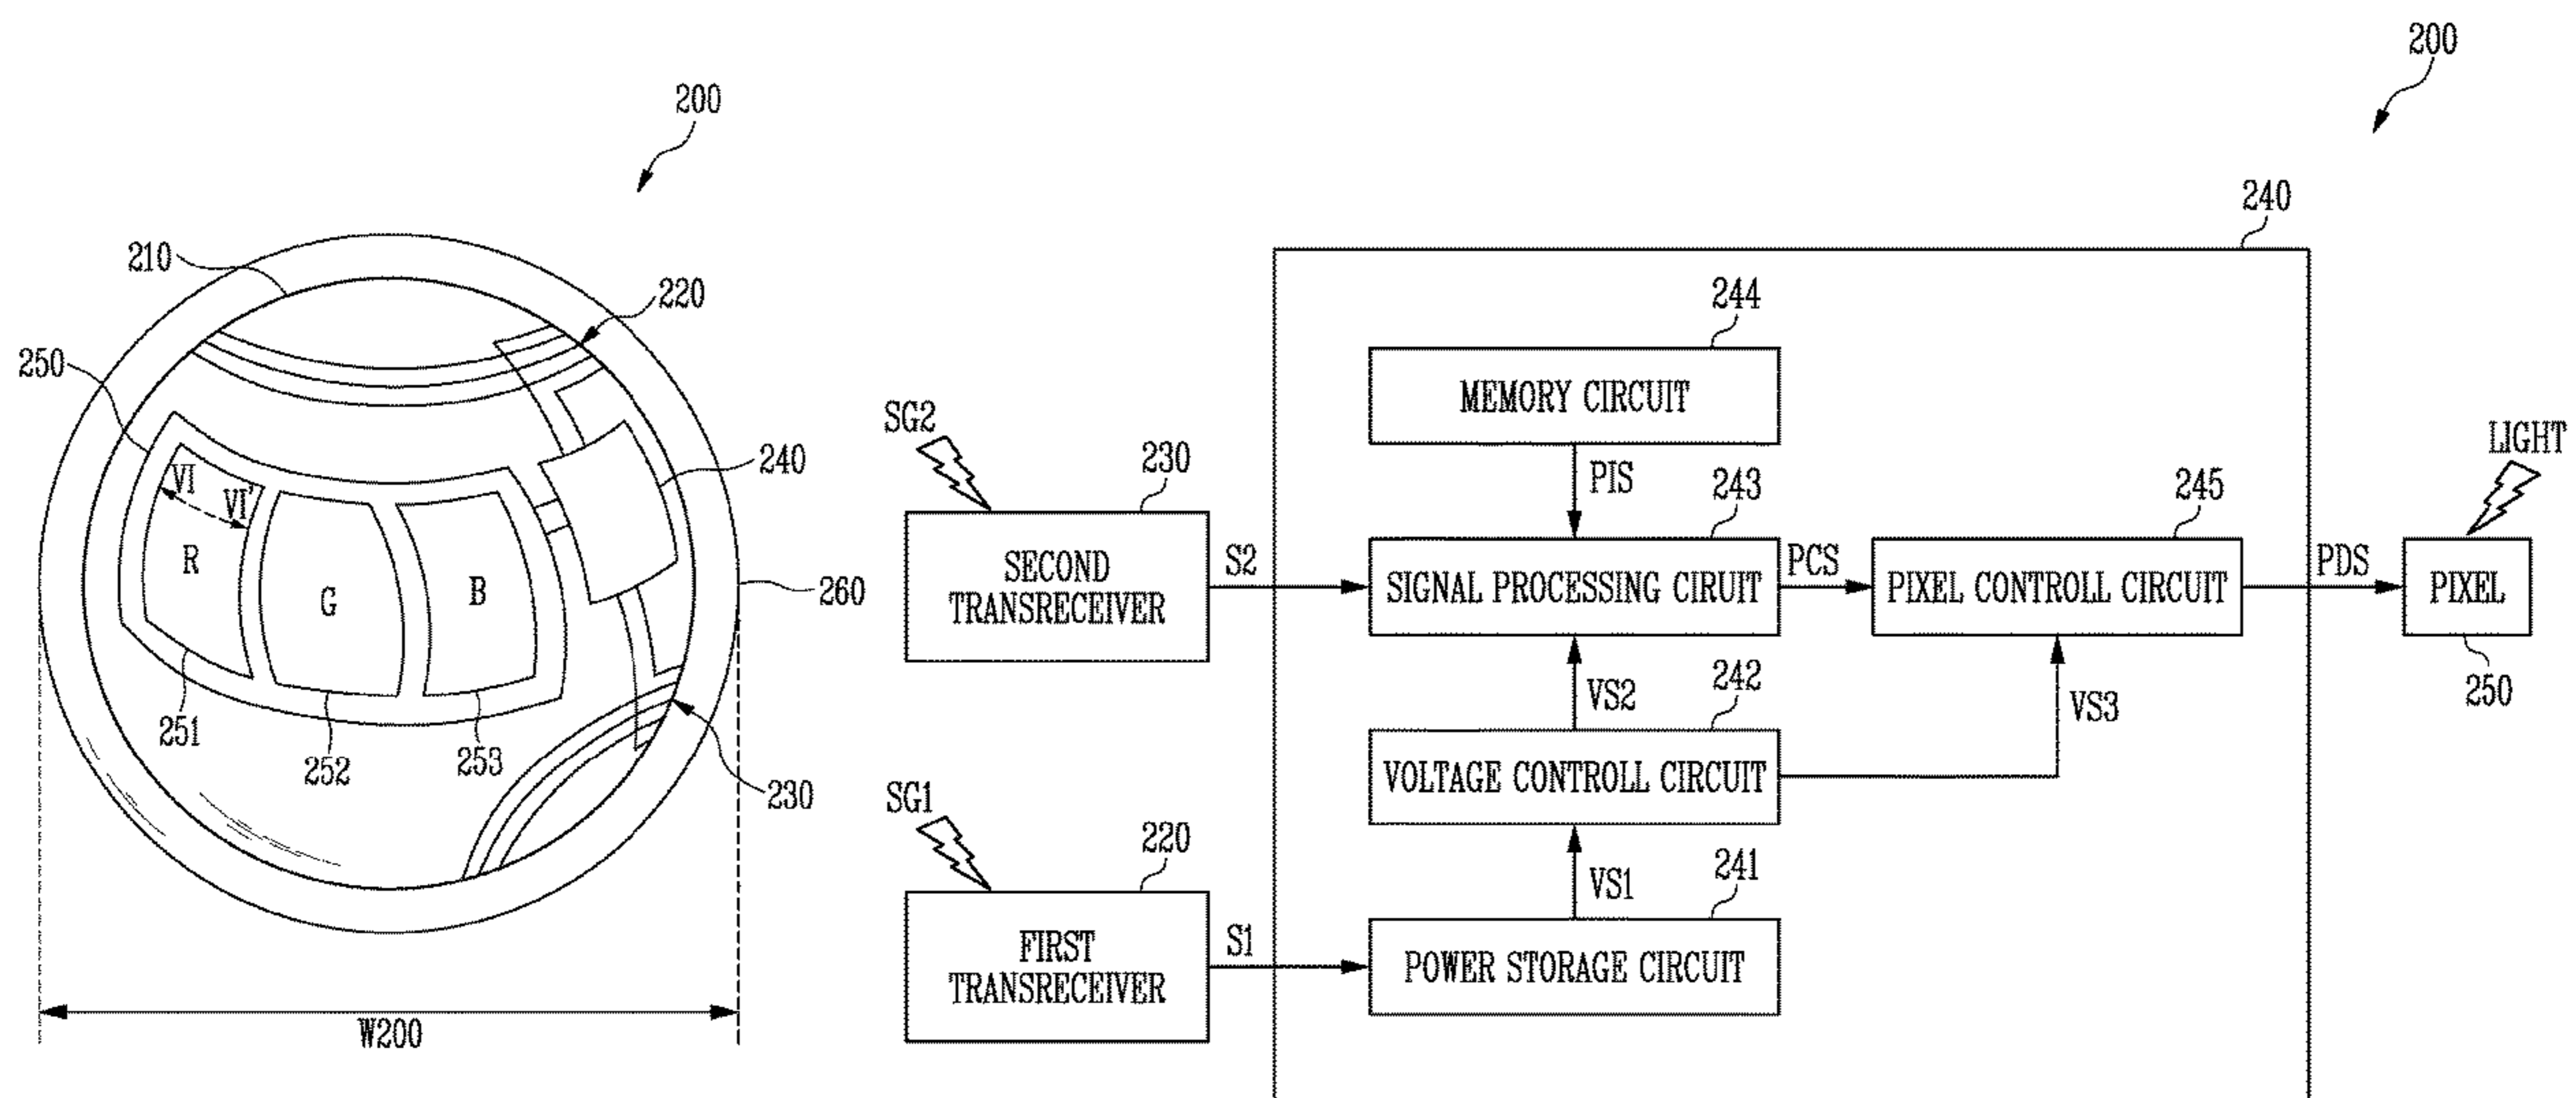 200
210
220
250
VI
VI'
R
G
B
240
260
251
252
253
230
W200
200
240
244
MEMORY CIRCUIT
SG2
230
PIS
243
245
LIGHT
SECOND
TRANSRECEIVER
S2
SIGNAL PROCESSING CIRUIT
PCS
PIXEL CONTROLL CIRCUIT
PDS
PIXEL
250
VS2
242
VS3
VOLTAGE CONTROLL CIRCUIT
SG1
220
VS1
241
FIRST
TRANSRECEIVER
S1
POWER STORAGE CIRCUIT